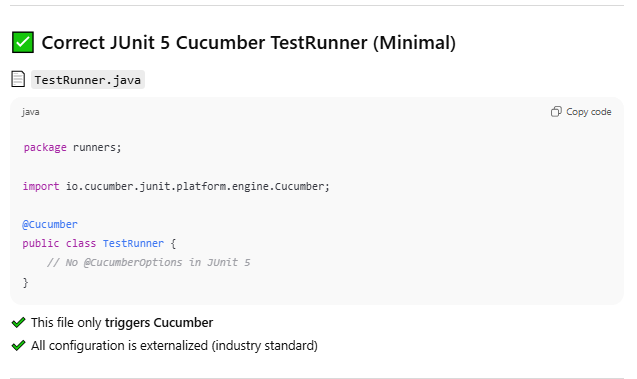 ✅ Correct JUnit 5 Cucumber TestRunner (Minimal)
TestRunner.java
java
Copy code
package runners;
import io.cucumber.junit.platform.engine.Cucumber;
@Cucumber
public class TestRunner {
    // No @CucumberOptions in JUnit 5
}
✔ This file only triggers Cucumber
✔ All configuration is externalized (industry standard)